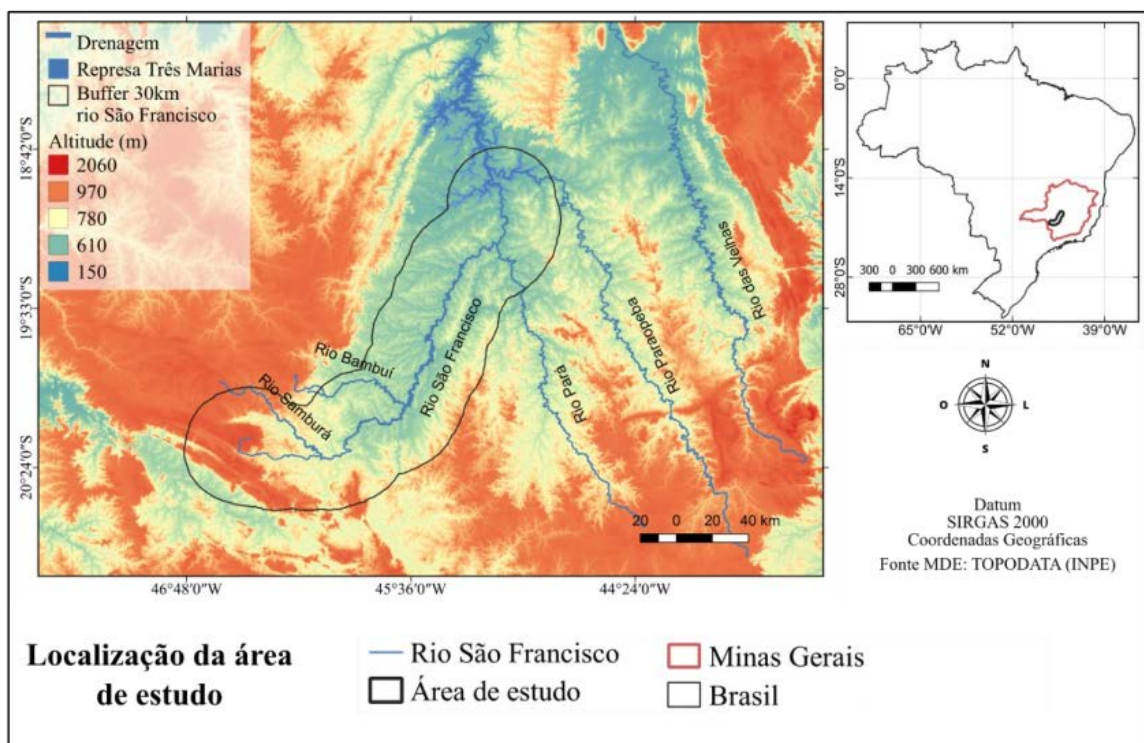 Drenagem
Represa Três Marias
Buffer 30km
rio São Francisco
Altitude (m)
2060
970
780
610
150
18°42'0"S
19°33'0"S
20°24'0"S
46°48'0"W
45°36'0"W
44°24'0"W
Rio Bambuí
Rio Samburá
Rio São Francisco
Rio Pará
Rio Paraopeba
Rio das Velhas
20 0 20 40 km
0°0'
14°0'S
28°0'S
300 0 300 600 km
65°0'W
52°0'W
39°0'W
N
O
L
S
Datum
SIRGAS 2000
Coordenadas Geográficas
Fonte MDE: TOPODATA (INPE)
Localização da área
de estudo
Rio São Francisco
Área de estudo
Minas Gerais
Brasil